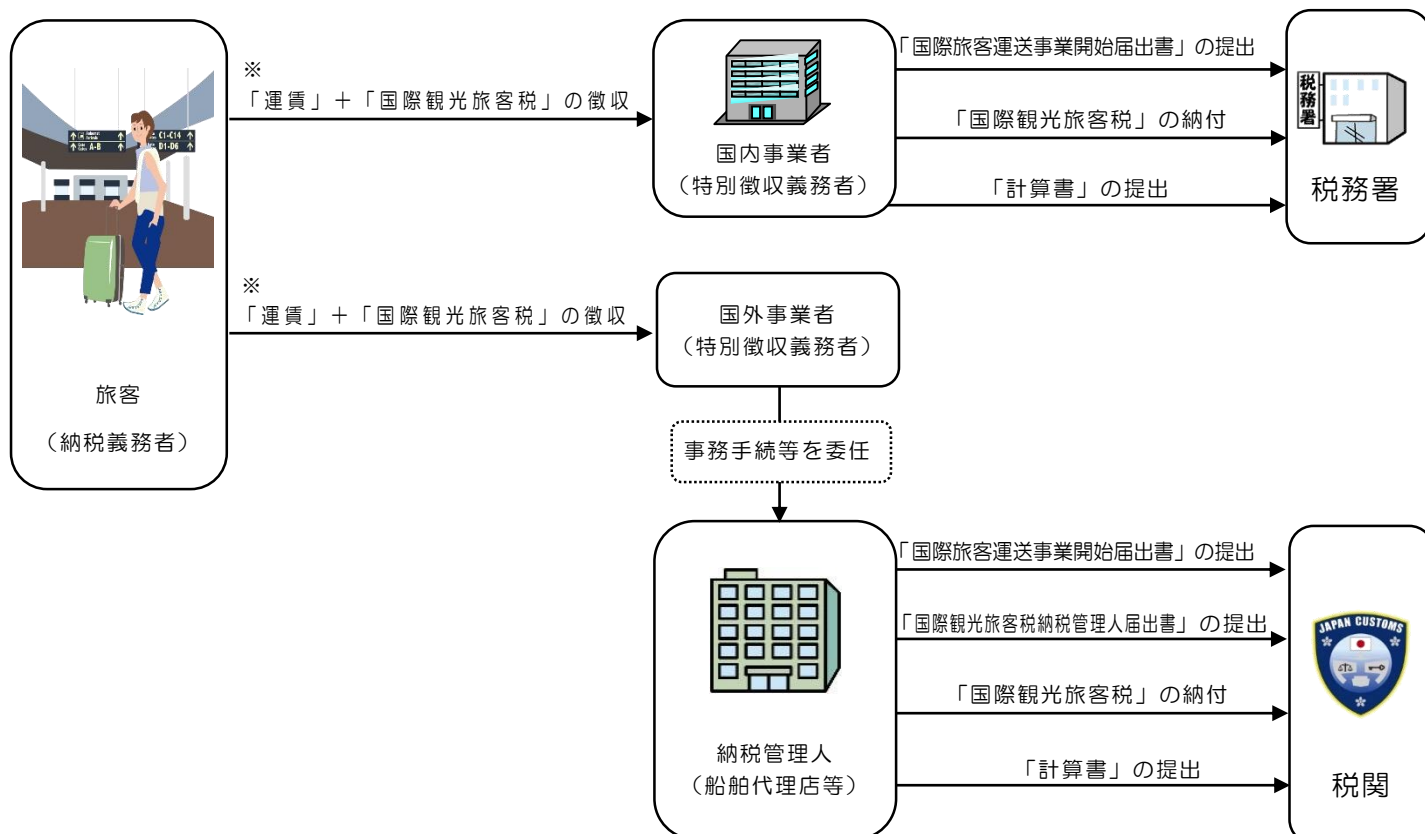 ※
「運賃」＋「国際観光旅客税」の徴収
※
「運賃」＋「国際観光旅客税」の徴収
A-B
C1-C14
D1-D6
旅客
（納税義務者）
国内事業者
（特別徴収義務者）
「国際旅客運送事業開始届出書」の提出
「国際観光旅客税」の納付
「計算書」の提出
税務署
税務署
国外事業者
（特別徴収義務者）
事務手続等を委任
納税管理人
（船舶代理店等）
「国際旅客運送事業開始届出書」の提出
「国際観光旅客税納税管理人届出書」の提出
「国際観光旅客税」の納付
「計算書」の提出
JAPAN CUSTOMS
税関